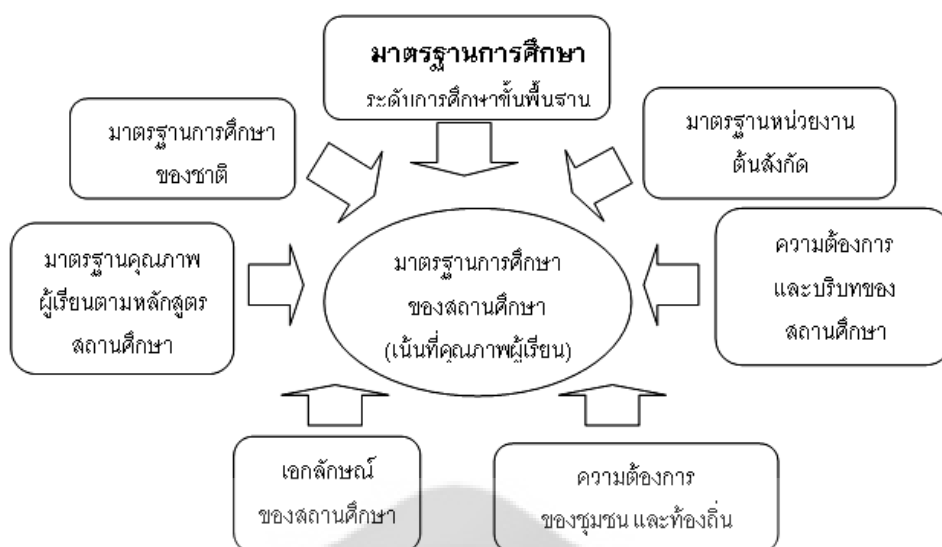 มาตรฐานการศึกษา
ระดับการศึกษาขั้นพื้นฐาน
มาตรฐานการศึกษา
ของชาติ
มาตรฐานหน่วยงาน
ต้นสังกัด
มาตรฐานคุณภาพ
ผู้เรียนตามหลักสูตร
สถานศึกษา
มาตรฐานการศึกษา
ของสถานศึกษา
(เน้นที่คุณภาพผู้เรียน)
ความต้องการ
และบริบทของ
สถานศึกษา
เอกลักษณ์
ของสถานศึกษา
ความต้องการ
ของชุมชน และท้องถิ่น